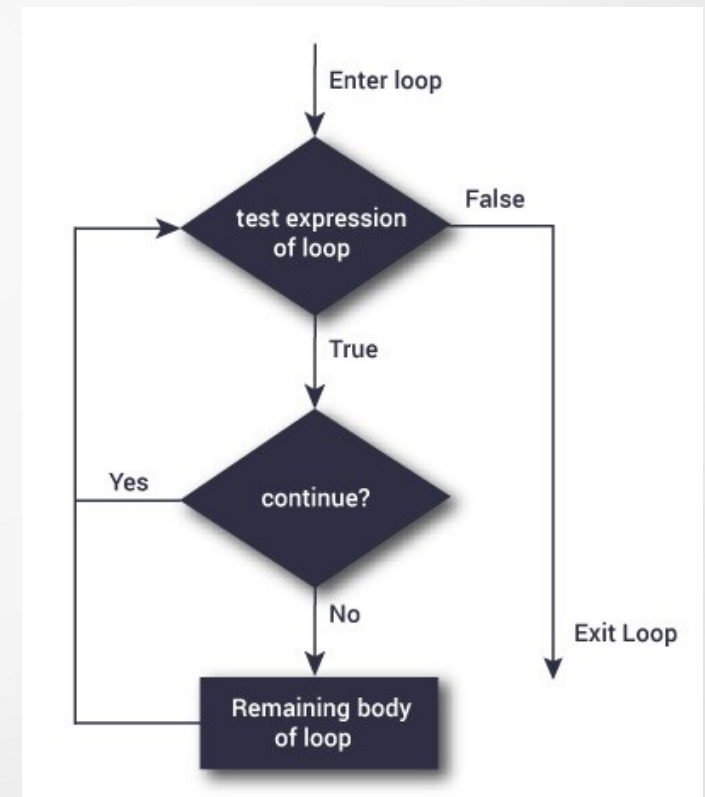 Enter loop
test expression
of loop
False
True
Yes
continue?
No
Exit Loop
Remaining body
of loop